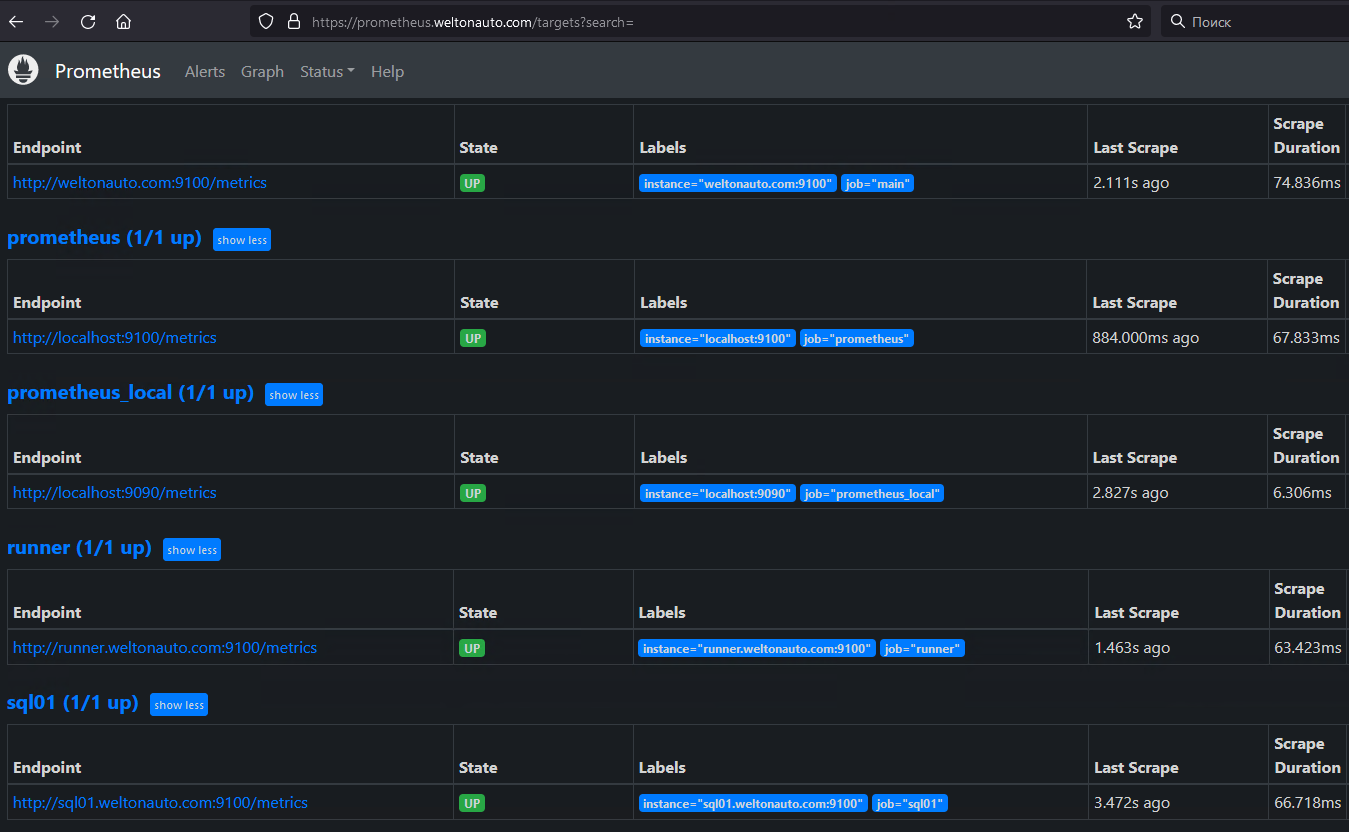 https://prometheus.weltonauto.com/targets?search=
Поиск
Prometheus Alerts Graph Status Help
Endpoint State Labels Last Scrape Scrape Duration
http://weltonauto.com:9100/metrics UP instance="weltonauto.com:9100" job="main" 2.111s ago 74.836ms
prometheus (1/1 up) show less
Endpoint State Labels Last Scrape Scrape Duration
http://localhost:9100/metrics UP instance="localhost:9100" job="prometheus" 884.000ms ago 67.833ms
prometheus_local (1/1 up) show less
Endpoint State Labels Last Scrape Scrape Duration
http://localhost:9090/metrics UP instance="localhost:9090" job="prometheus_local" 2.827s ago 6.306ms
runner (1/1 up) show less
Endpoint State Labels Last Scrape Scrape Duration
http://runner.weltonauto.com:9100/metrics UP instance="runner.weltonauto.com:9100" job="runner" 1.463s ago 63.423ms
sql01 (1/1 up) show less
Endpoint State Labels Last Scrape Scrape Duration
http://sql01.weltonauto.com:9100/metrics UP instance="sql01.weltonauto.com:9100" job="sql01" 3.472s ago 66.718ms